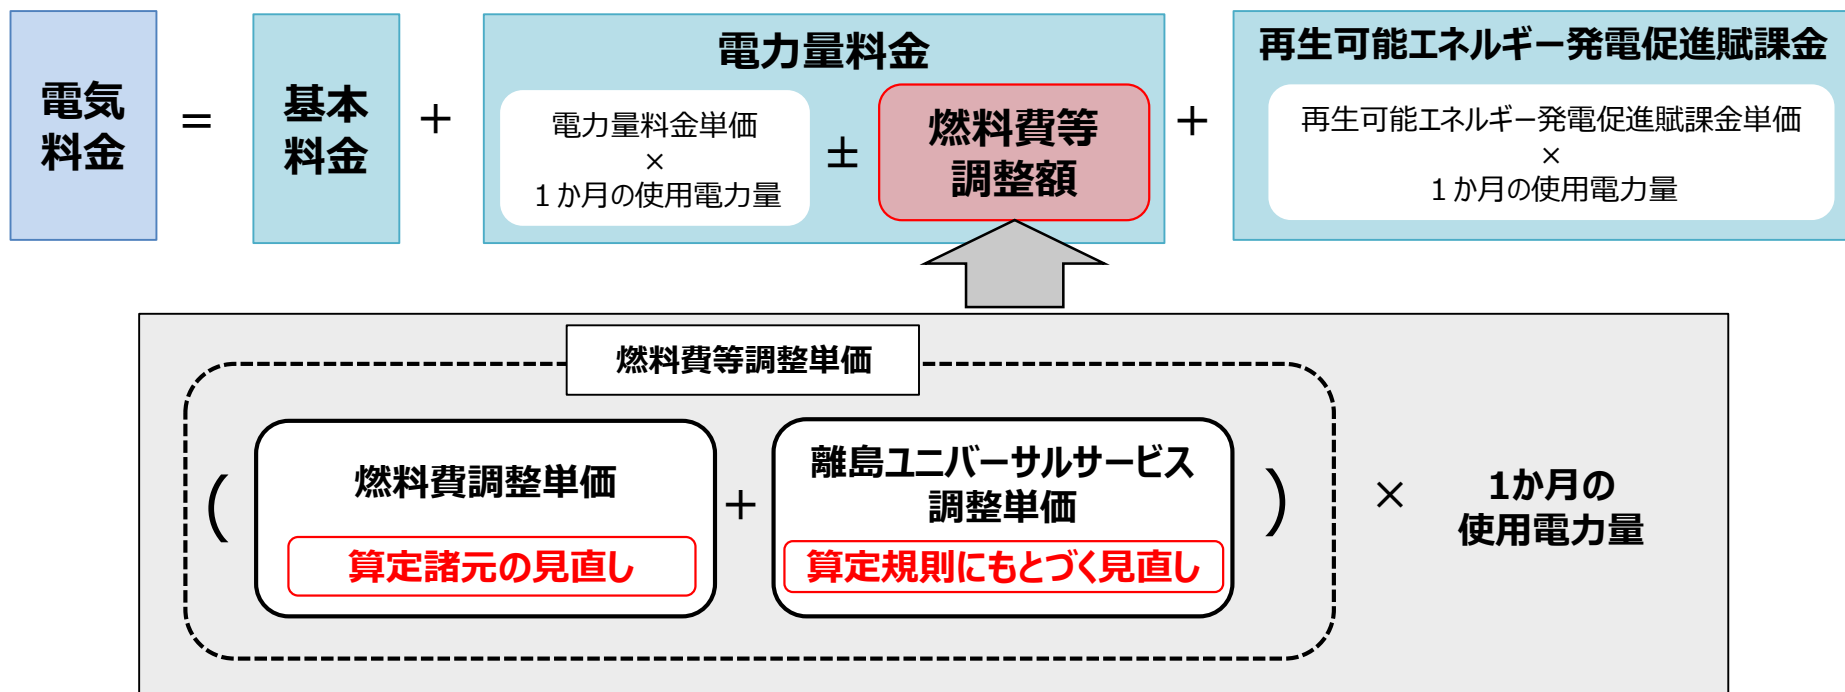 電気
料金
＝
基本
料金
＋
電力量料金
電力量料金単価
×
１か月の使用電力量
±
燃料費等
調整額
＋
再生可能エネルギー発電促進賦課金
再生可能エネルギー発電促進賦課金単価
×
１か月の使用電力量
燃料費等調整単価
（
燃料費調整単価
算定諸元の見直し
＋
離島ユニバーサルサービス
調整単価
算定規則にもとづく見直し
）
×
1か月の
使用電力量